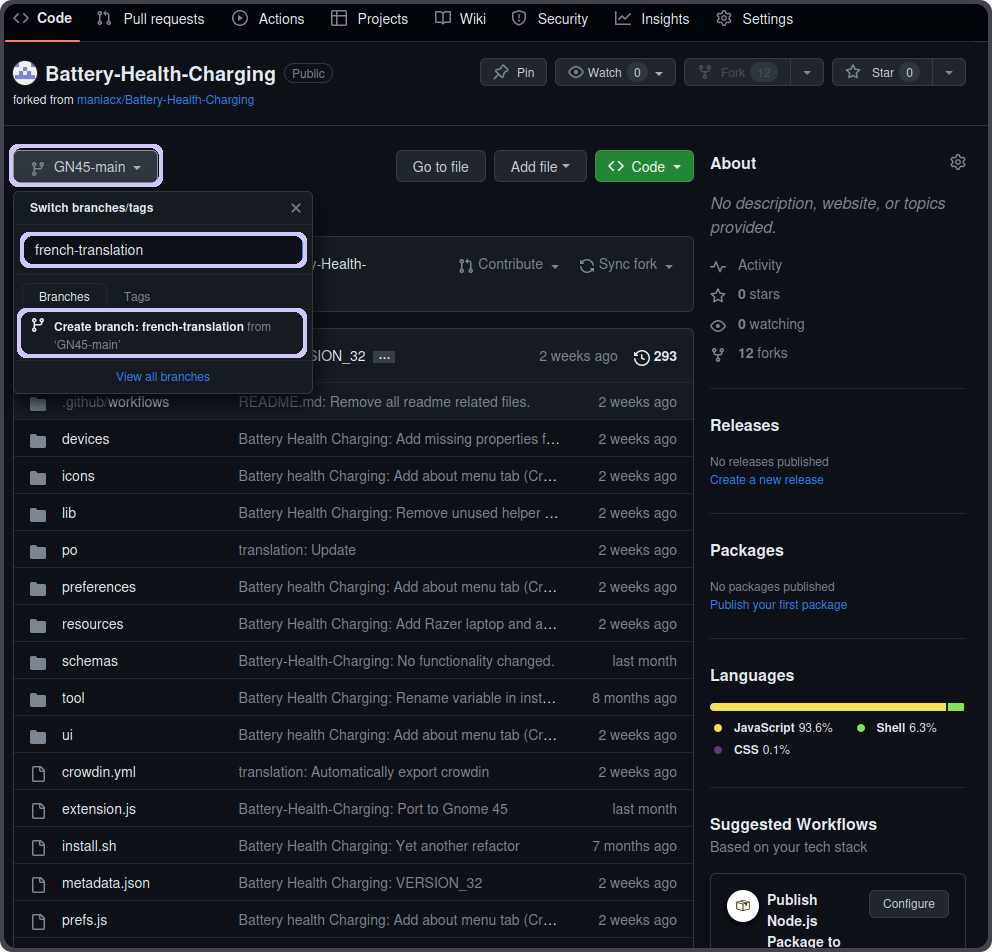 Code Pull requests Actions Projects Wiki Security Insights Settings
Battery-Health-Charging Public
Pin Watch 0 Fork 12 Star 0
forked from maniacx/Battery-Health-Charging
GN45-main
Go to file Add file Code
Switch branches/tags
french-translation
Branches Tags
Create branch: french-translation from
'GN45-main'
View all branches
y-Health-
Contribute Sync fork
SION_32 ... 2 weeks ago 293
.github/workflows README.md: Remove all readme related files. 2 weeks ago
devices Battery Health Charging: Add missing properties f… 2 weeks ago
icons Battery health Charging: Add about menu tab (Cr… 2 weeks ago
lib Battery Health Charging: Remove unused helper … 2 weeks ago
po translation: Update 2 weeks ago
preferences Battery health Charging: Add about menu tab (Cr… 2 weeks ago
resources Battery Health Charging: Add Razer laptop and a… 2 weeks ago
schemas Battery-Health-Charging: No functionality changed. last month
tool Battery Health Charging: Rename variable in inst… 8 months ago
ui Battery health Charging: Add about menu tab (Cr… 2 weeks ago
crowdin.yml translation: Automatically export crowdin 2 weeks ago
extension.js Battery-Health-Charging: Port to Gnome 45 last month
install.sh Battery Health Charging: Yet another refactor 7 months ago
metadata.json Battery Health Charging: VERSION_32 2 weeks ago
prefs.js Battery health Charging: Add about menu tab (Cr… 2 weeks ago
About
No description, website, or topics
provided.
Activity
0 stars
0 watching
12 forks
Releases
No releases published
Create a new release
Packages
No packages published
Publish your first package
Languages
JavaScript 93.6% Shell 6.3%
CSS 0.1%
Suggested Workflows
Based on your tech stack
Publish
Node.js
Package to
Configure